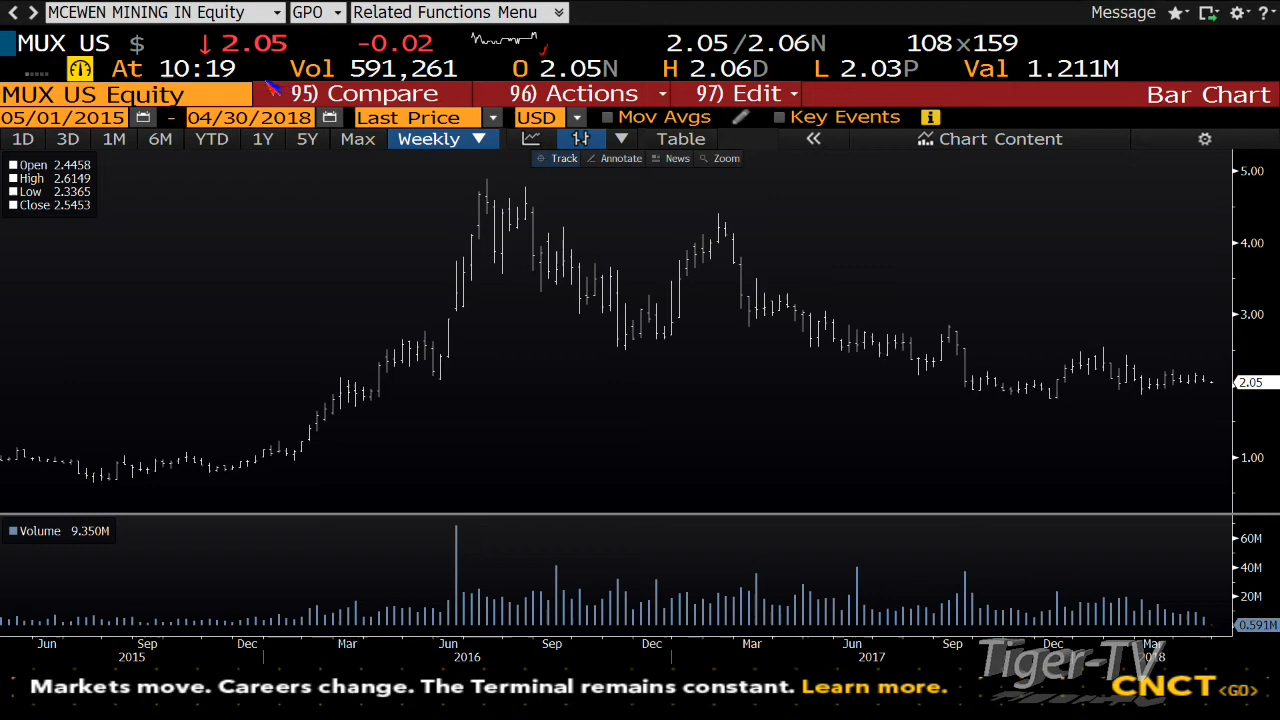 MCEWEN MINING IN Equity GPO Related Functions Menu Message ?
MUX US $ ↓ 2.05 -0.02 2.05/2.06N 108x159
At 10:19 Vol 591,261 O 2.05N H 2.06D L 2.03P Val 1.211M
MUX US Equity 95) Compare 96) Actions 97) Edit Bar Chart
05/01/2015 - 04/30/2018 Last Price USD Mov Avgs Key Events i
1D 3D 1M 6M YTD 1Y 5Y Max Weekly ▼ Table « Chart Content
Track Annotate News Zoom
Open 2.4458
High 2.6149
Low 2.3365
Close 2.5453
5.00
4.00
3.00
2.05
1.00
Volume 9.350M
60M
40M
20M
0.591M
Jun Sep Dec Mar Jun Sep Dec Mar Jun Sep Dec Mar
2015 2016 2017 2018
Tiger-TV
Markets move. Careers change. The Terminal remains constant. Learn more. CNCT <GO>